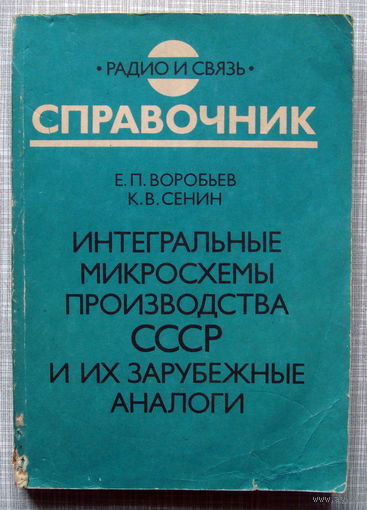 • РАДИО И СВЯЗЬ •
СПРАВОЧНИК
Е. П. ВОРОБЬЕВ
К. В. СЕНИН
ИНТЕГРАЛЬНЫЕ
МИКРОСХЕМЫ
ПРОИЗВОДСТВА
СССР
И ИХ ЗАРУБЕЖНЫЕ
АНАЛОГИ